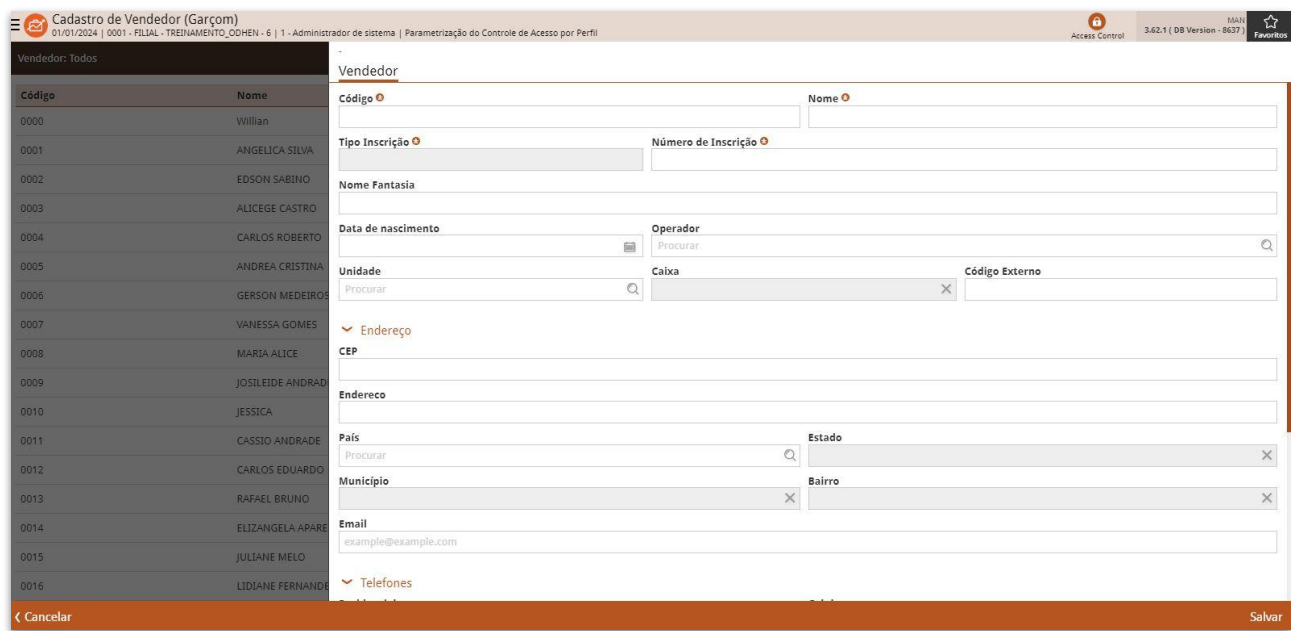 Cadastro de Vendedor (Garçom)
01/01/2024 | 0001 - FILIAL - TREINAMENTO_ODHEN - 6 | 1 - Administrador de sistema | Parametrização do Controle de Acesso por Perfil
Access Control
MAN
3.62.1 ( DB Version - 8637 )
Favoritos
Vendedor: Todos
Código Nome
0000 Willian
0001 ANGELICA SILVA
0002 EDSON SABINO
0003 ALICEGE CASTRO
0004 CARLOS ROBERTO
0005 ANDREA CRISTINA
0006 GERSON MEDEIROS
0007 VANESSA GOMES
0008 MARIA ALICE
0009 JOSILEIDE ANDRAD
0010 JESSICA
0011 CASSIO ANDRADE
0012 CARLOS EDUARDO
0013 RAFAEL BRUNO
0014 ELIZANGELA APARE
0015 JULIANE MELO
0016 LIDIANE FERNANDE
-
Vendedor
Código Nome
Tipo Inscrição Número de Inscrição
Nome Fantasia
Data de nascimento Operador
Procurar
Unidade Caixa Código Externo
Procurar
Endereço
CEP
Endereco
País Estado
Procurar
Município Bairro
Email
example@example.com
Telefones
Cancelar Salvar